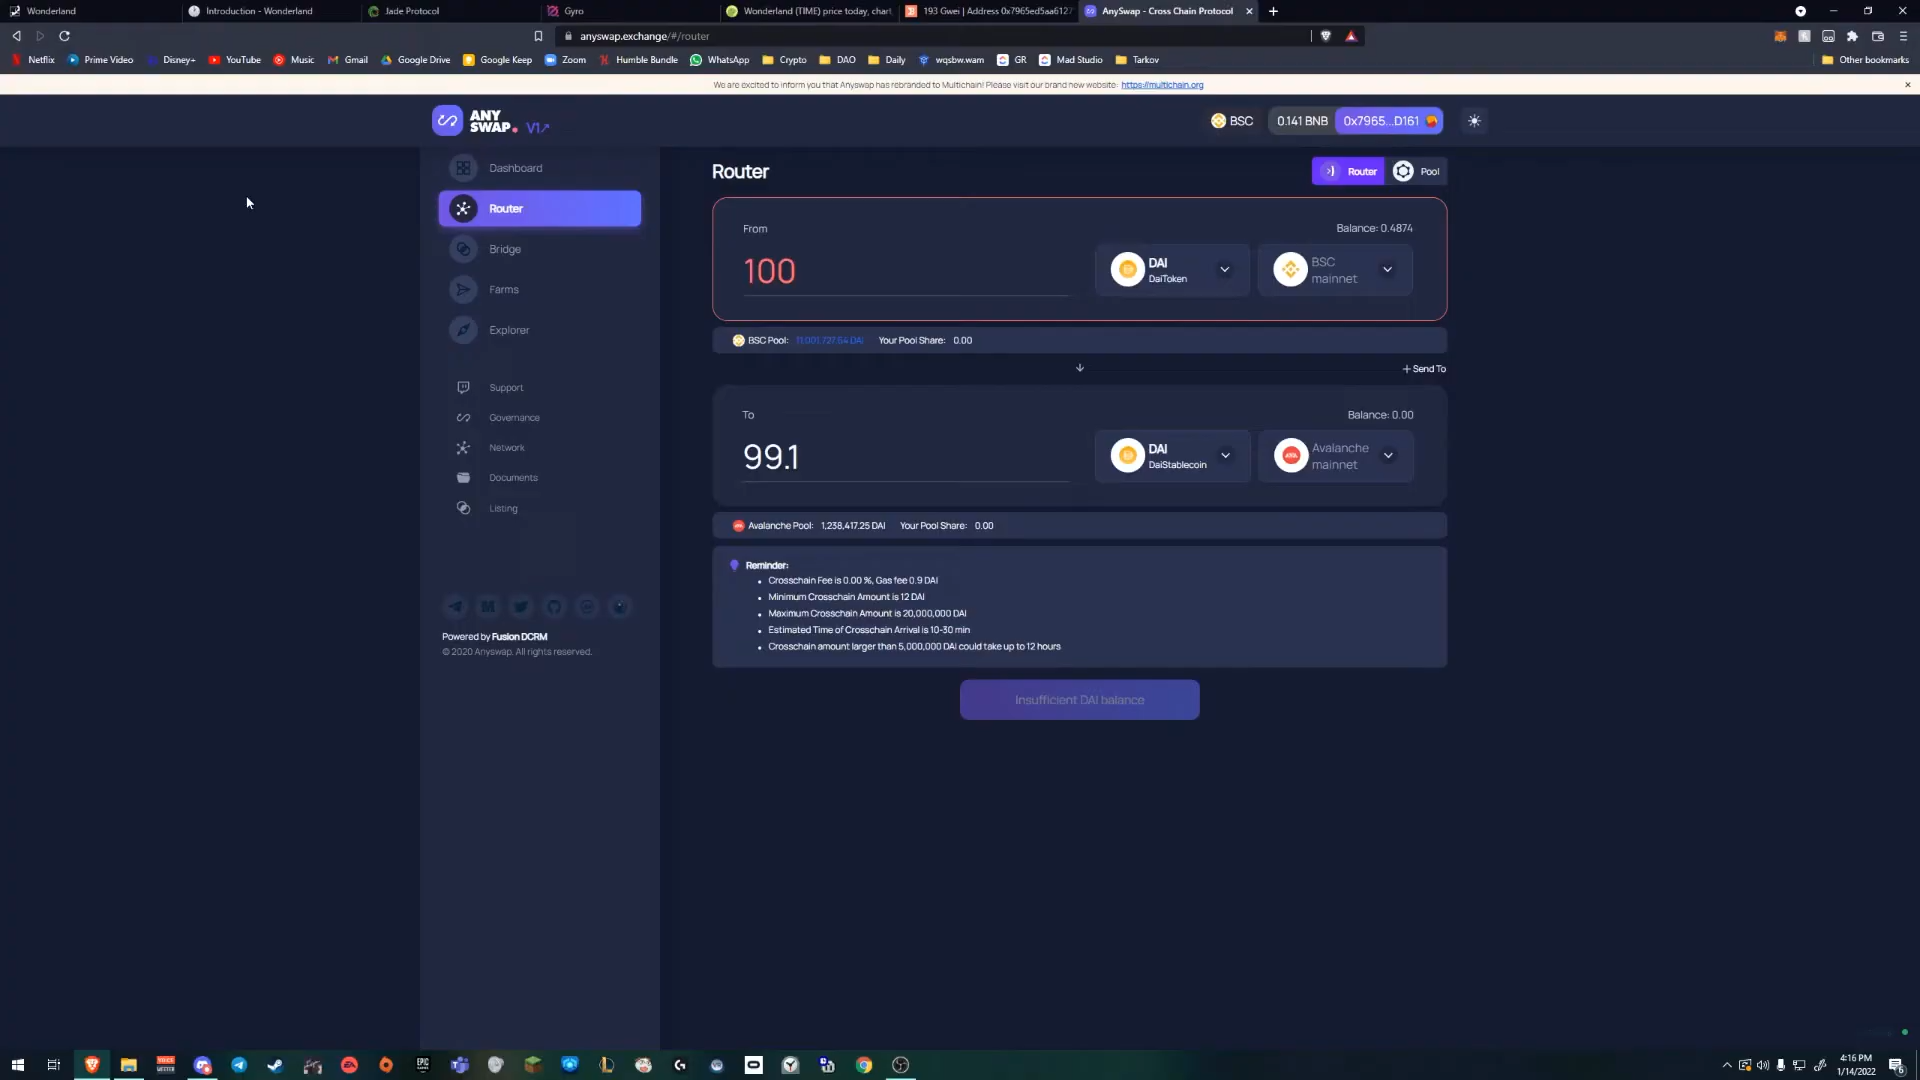 Wonderland
Introduction - Wonderland
Jade Protocol
Gyro
Wonderland (TIME) price today, chart,
193 Gwei | Address 0x7965ed5aa6127
AnySwap - Cross Chain Protocol
anyswap.exchange/#/router
Netflix
Prime Video
Disney+
YouTube
Music
Gmail
Google Drive
Google Keep
Zoom
Humble Bundle
WhatsApp
Crypto
DAO
Daily
wqsbw.wam
GR
Mad Studio
Tarkov
Other bookmarks
We are excited to inform you that Anyswap has rebranded to Multichain! Please visit our brand new website: https://multichain.org
ANY
SWAP. V1↗
BSC
0.141 BNB
0x7965...D161
Dashboard
Router
Bridge
Farms
Explorer
Support
Governance
Network
Documents
Listing
Powered by Fusion DCRM
© 2020 Anyswap. All rights reserved.
Router
Router
Pool
From
Balance: 0.4874
100
DAI
DaiToken
BSC
mainnet
BSC Pool: 11,001,727.54 DAI Your Pool Share: 0.00
+ Send To
To
Balance: 0.00
99.1
DAI
DaiStablecoin
Avalanche
mainnet
Avalanche Pool: 1,238,417.25 DAI Your Pool Share: 0.00
Reminder:
• Crosschain Fee is 0.00 %, Gas fee 0.9 DAI
• Minimum Crosschain Amount is 12 DAI
• Maximum Crosschain Amount is 20,000,000 DAI
• Estimated Time of Crosschain Arrival is 10-30 min
• Crosschain amount larger than 5,000,000 DAI could take up to 12 hours
Insufficient DAI balance
4:16 PM
1/14/2022